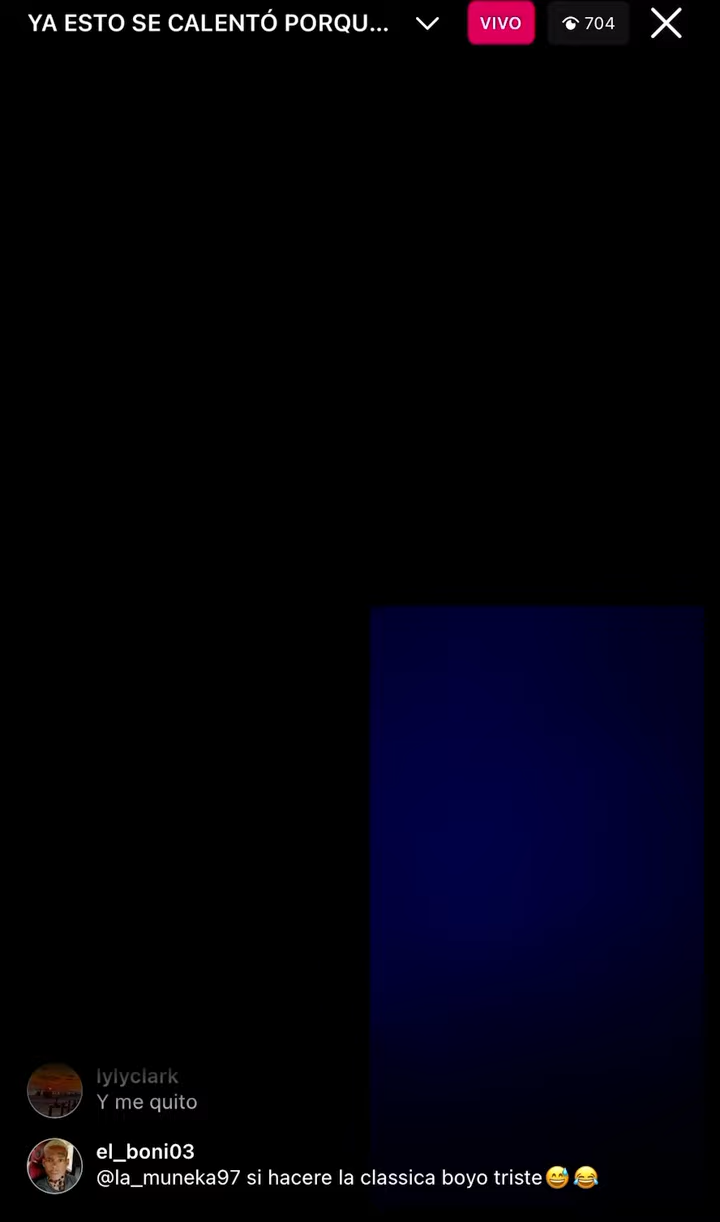 YA ESTO SE CALENTÓ PORQU...
VIVO
704
lylyclark
Y me quito
el_boni03
@la_muneka97 si hacere la classica boyo triste😅😂